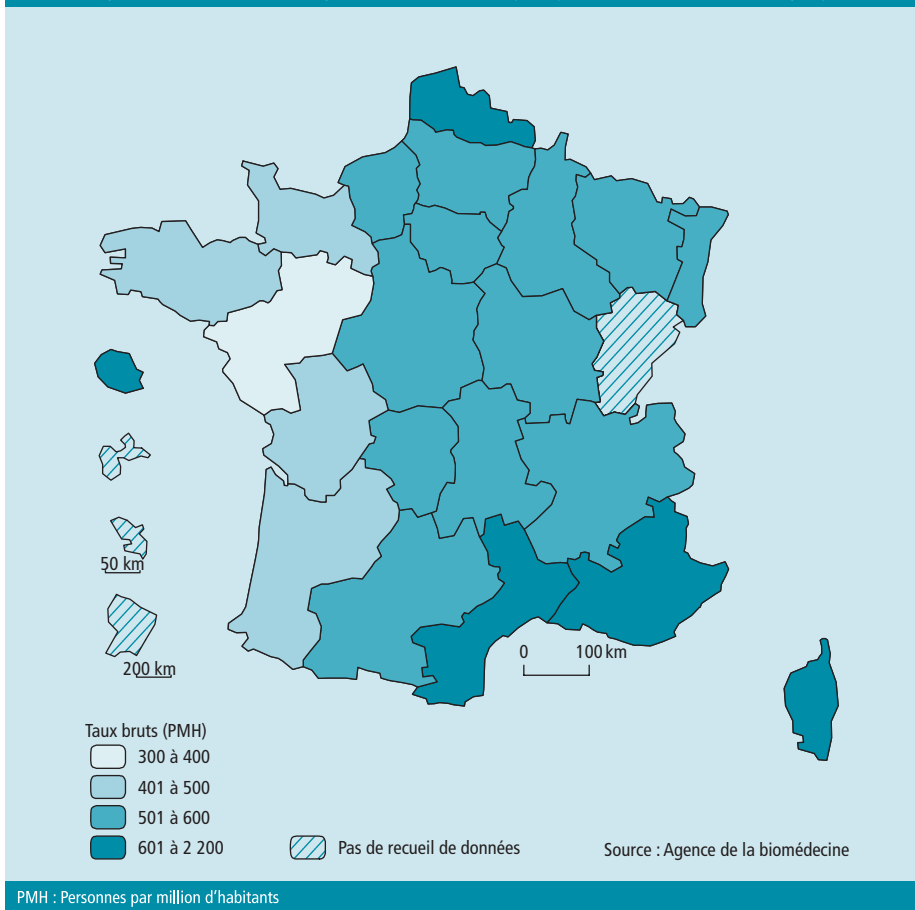 50 km
200 km
0 100 km
Taux bruts (PMH)
300 à 400
401 à 500
501 à 600
601 à 2 200
Pas de recueil de données
Source : Agence de la biomédecine
PMH : Personnes par million d’habitants